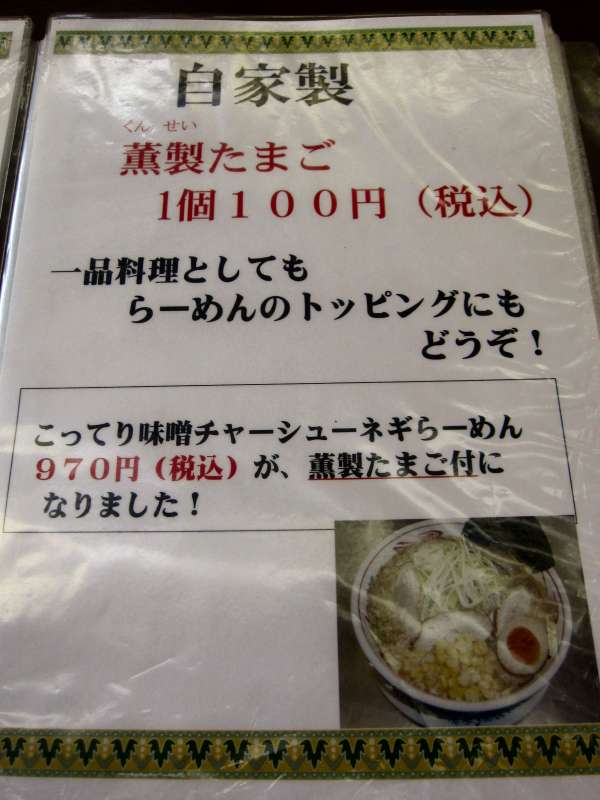 自家製
くんせい
薫製たまご
1個１００円（税込）
一品料理としても
らーめんのトッピングにも
どうぞ！
こってり味噌チャーシューネギらーめん
９７０円（税込）が、薫製たまご付に
なりました！